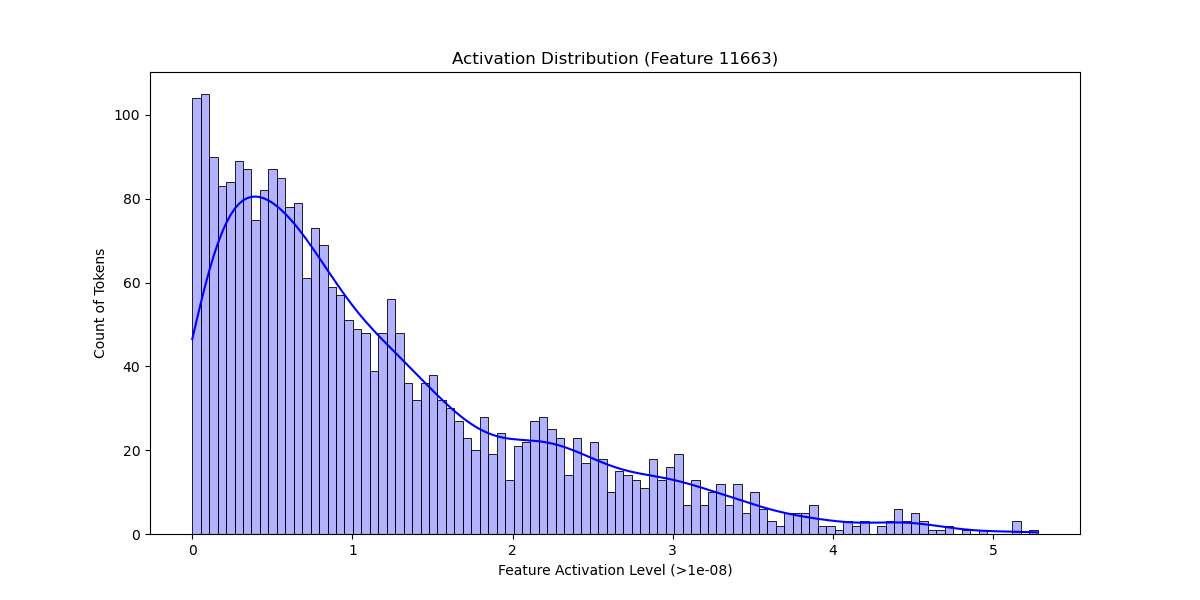 Activation Distribution (Feature 11663)
Count of Tokens
100
80
60
40
20
0
0 1 2 3 4 5
Feature Activation Level (>1e-08)